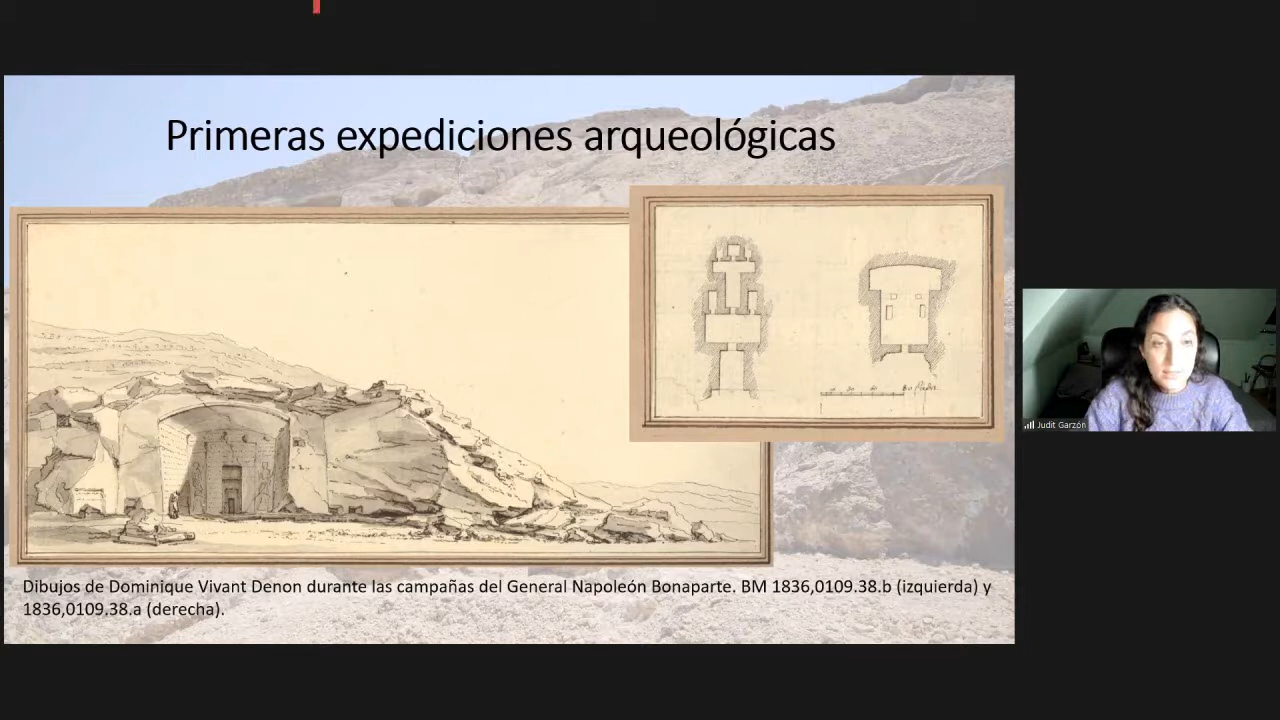 Primeras expediciones arqueológicas
Dibujos de Dominique Vivant Denon durante las campañas del General Napoleón Bonaparte. BM 1836,0109.38.b (izquierda) y
1836,0109.38.a (derecha).
Judit Garzón